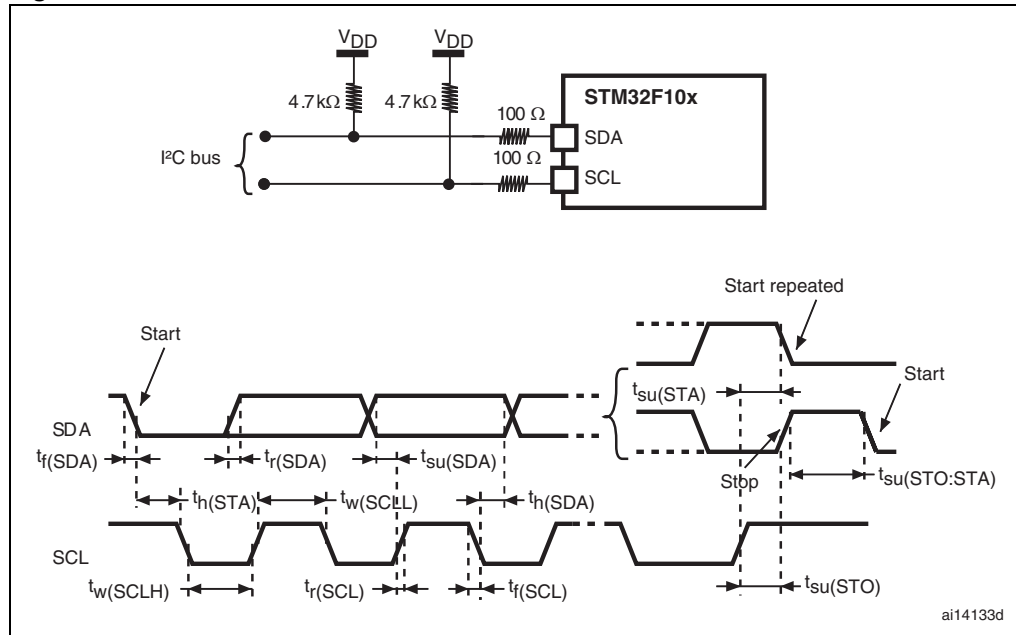 VDD VDD
4.7kΩ 4.7kΩ
STM32F10x
100 Ω
SDA
I²C bus
100 Ω
SCL
Start repeated
Start
Start
tsu(STA)
SDA
tf(SDA) tr(SDA) tsu(SDA)
Stop tsu(STO:STA)
th(STA) tw(SCLL) th(SDA)
SCL
tw(SCLH) tr(SCL) tf(SCL) tsu(STO)
ai14133d